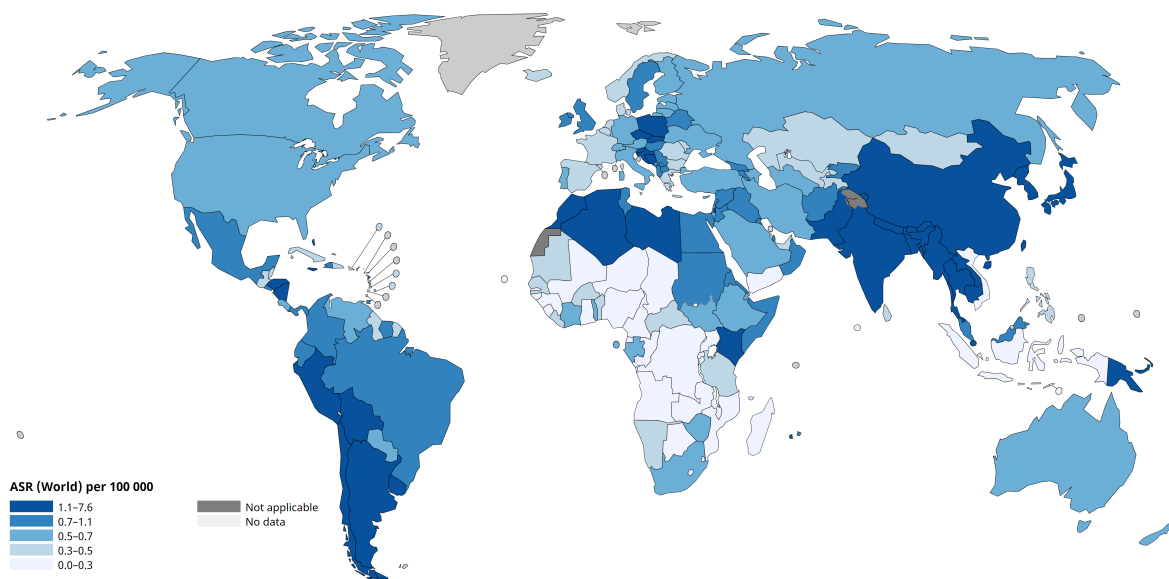 ASR (World) per 100 000
1.1–7.6
0.7–1.1
0.5–0.7
0.3–0.5
0.0–0.3
Not applicable
No data